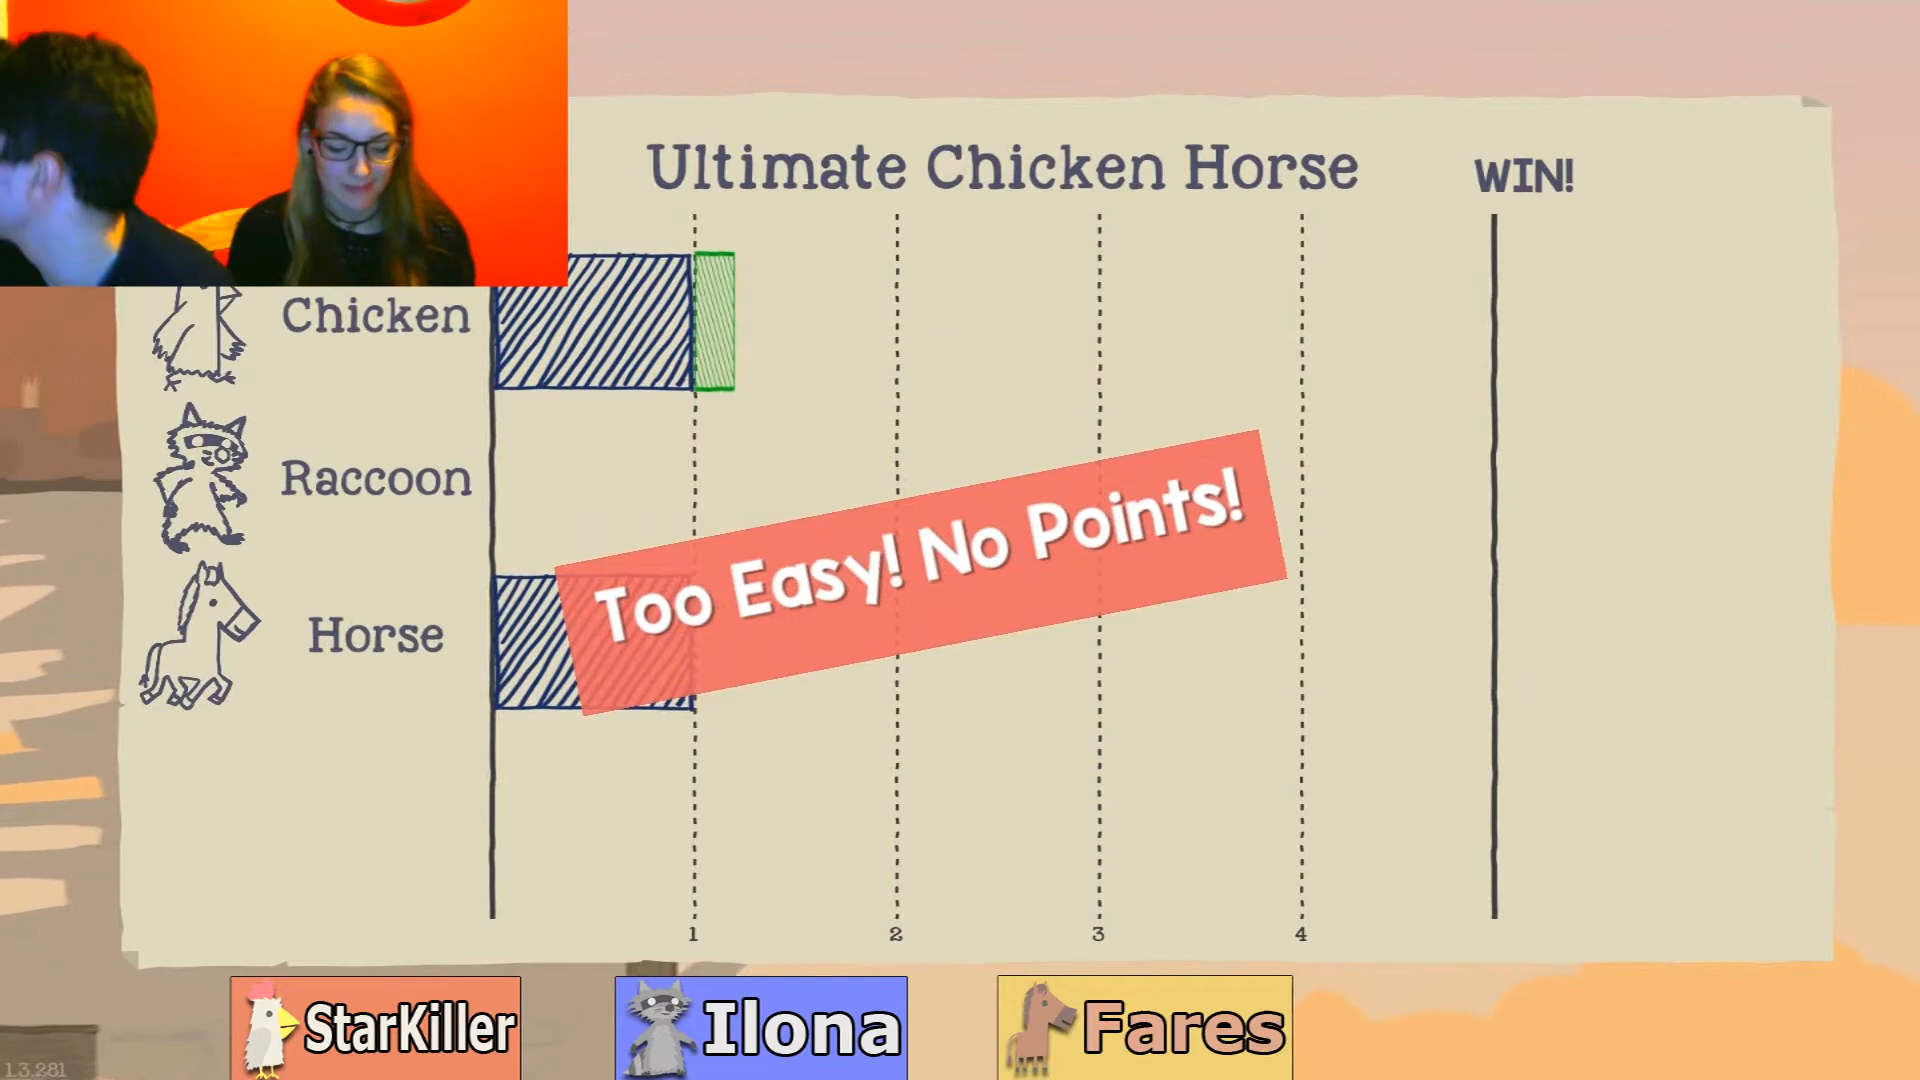 Ultimate Chicken Horse
WIN!
Chicken
Raccoon
Too Easy! No Points!
Horse
1 2 3 4
StarKiller Ilona Fares
1.3.281